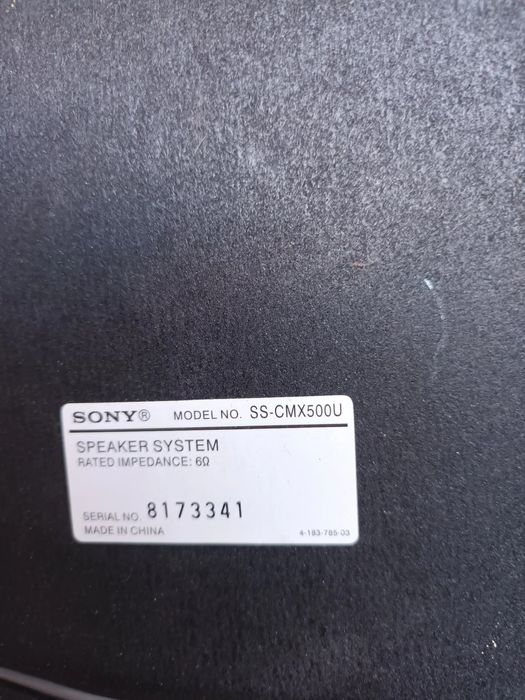 SONY® MODEL NO. SS-CMX500U
SPEAKER SYSTEM
RATED IMPEDANCE: 6Ω
SERIAL NO. 8173341
MADE IN CHINA 4-183-785-03